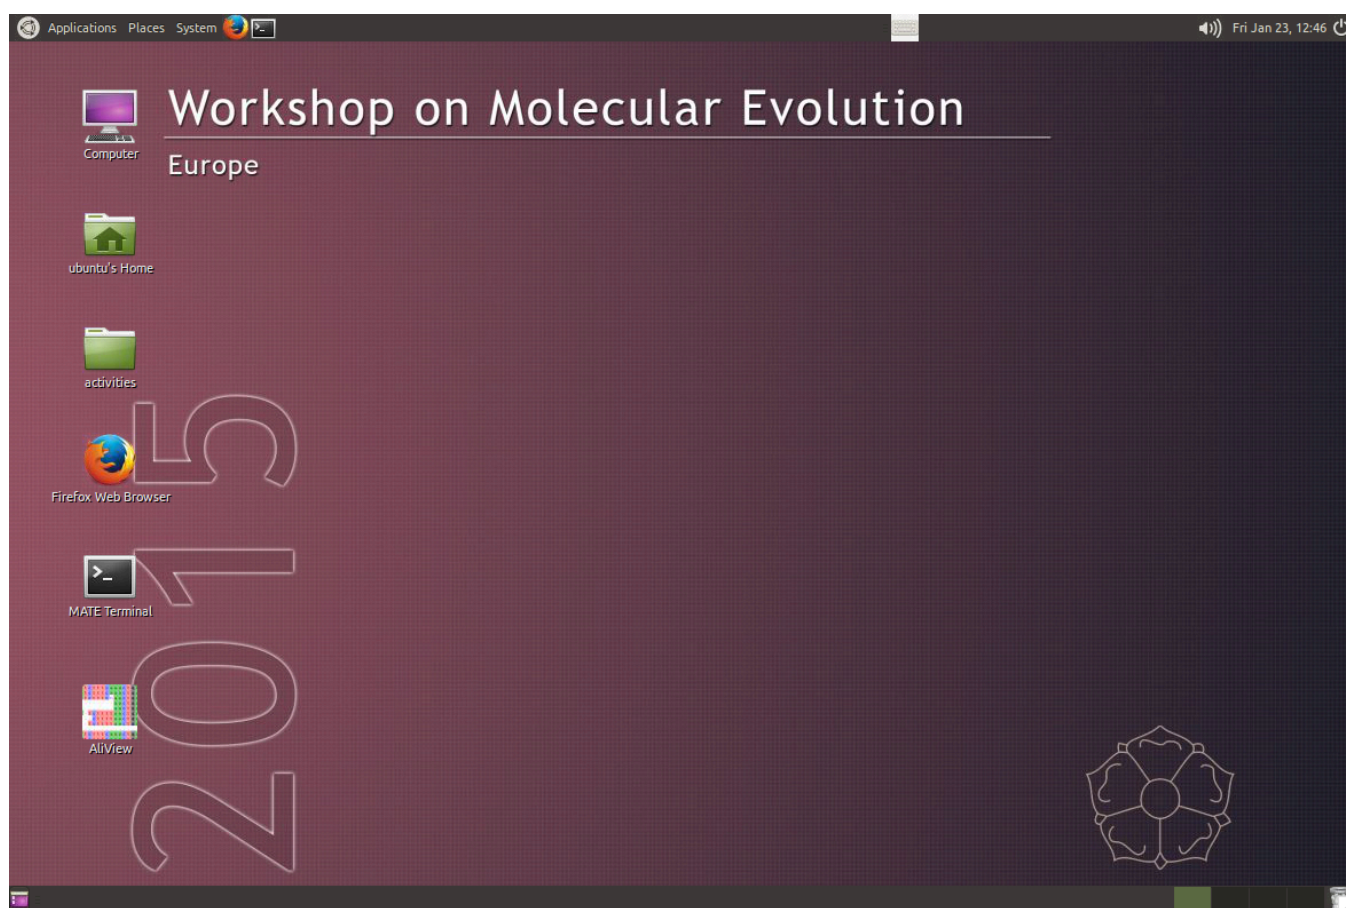 Applications Places System
Fri Jan 23, 12:46
Workshop on Molecular Evolution
Europe
Computer
ubuntu's Home
activities
Firefox Web Browser
MATE Terminal
AliView
2015